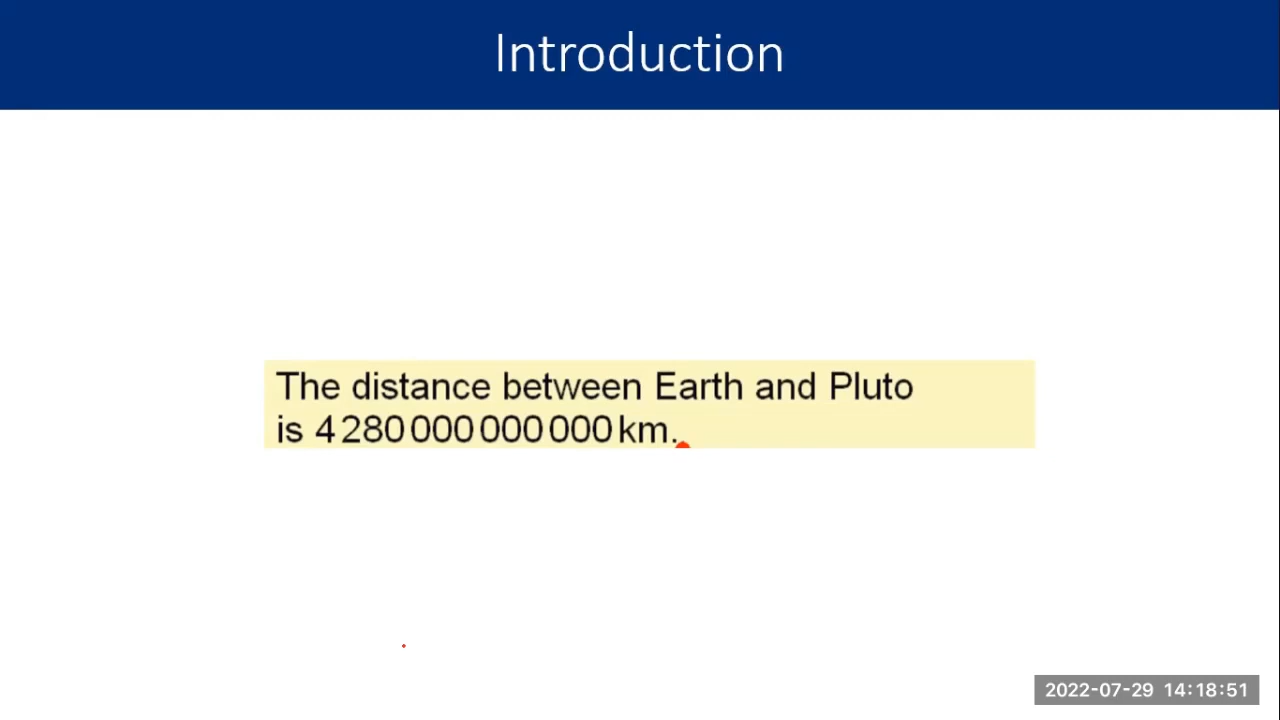 Introduction
The distance between Earth and Pluto
is 4 280 000 000 000 km.
2022-07-29 14:18:51